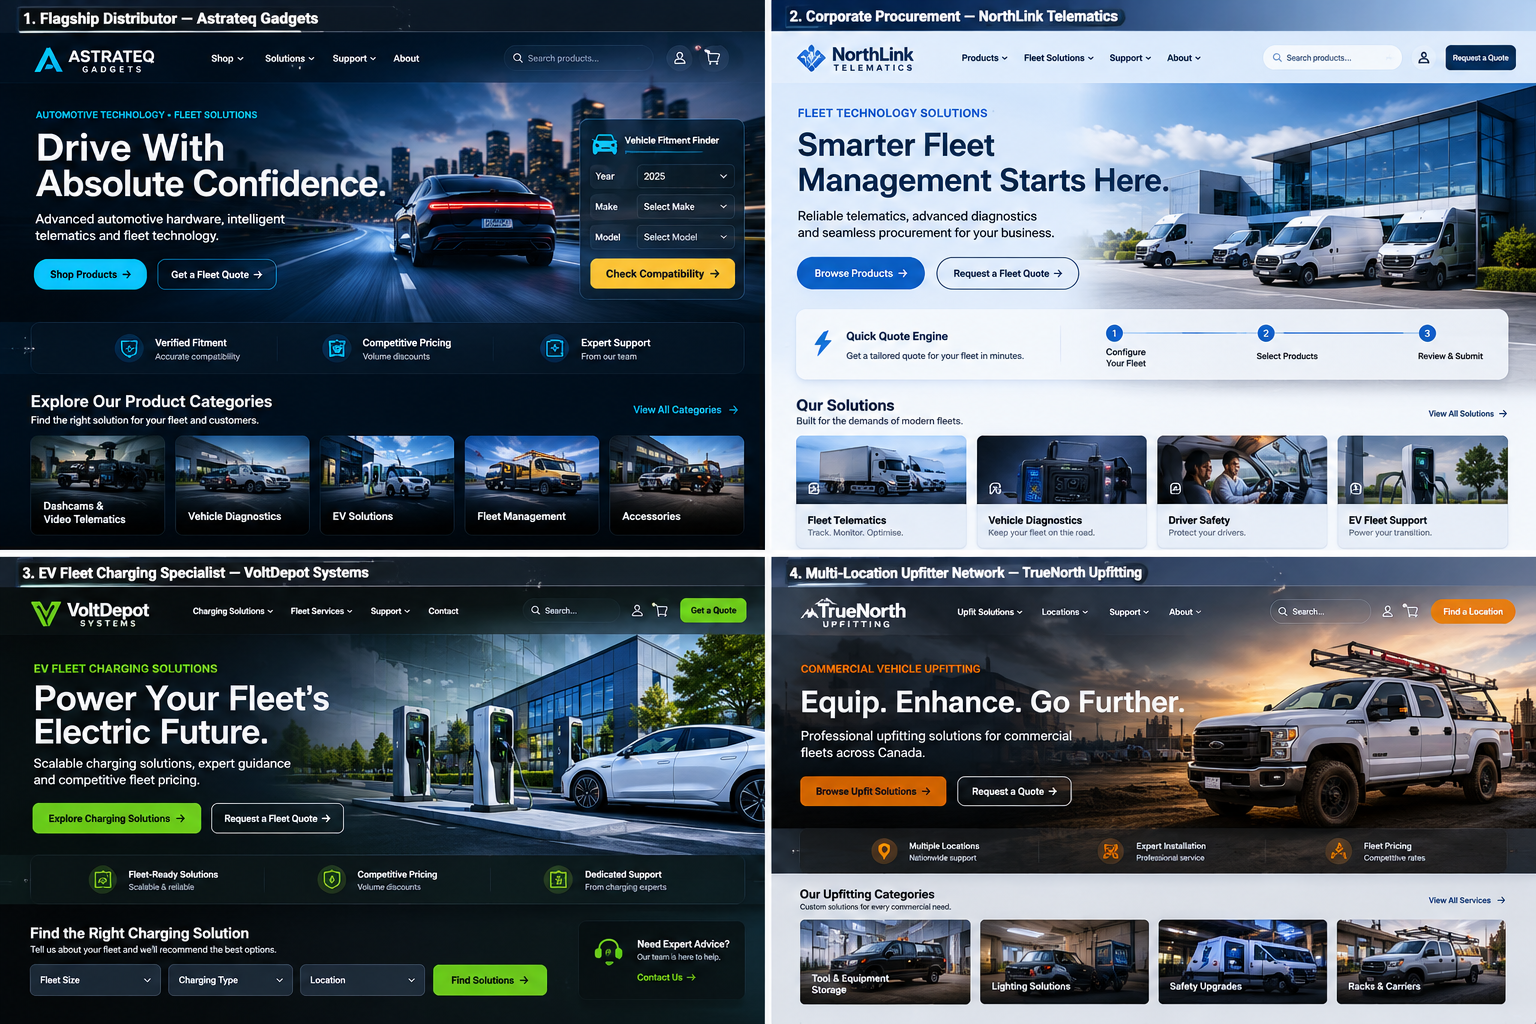 1. Flagship Distributor — Astrateq Gadgets
ASTRATEQ
GADGETS
Shop
Solutions
Support
About
Search products...
AUTOMOTIVE TECHNOLOGY • FLEET SOLUTIONS
Drive With
Absolute Confidence.
Advanced automotive hardware, intelligent
telematics and fleet technology.
Shop Products →
Get a Fleet Quote →
Vehicle Fitment Finder
Year
2025
Make
Select Make
Model
Select Model
Check Compatibility →
Verified Fitment
Accurate compatibility
Competitive Pricing
Volume discounts
Expert Support
From our team
Explore Our Product Categories
Find the right solution for your fleet and customers.
View All Categories →
Dashcams &
Video Telematics
Vehicle Diagnostics
EV Solutions
Fleet Management
Accessories
2. Corporate Procurement — NorthLink Telematics
NorthLink
TELEMATICS
Products
Fleet Solutions
Support
About
Search products...
Request a Quote
FLEET TECHNOLOGY SOLUTIONS
Smarter Fleet
Management Starts Here.
Reliable telematics, advanced diagnostics
and seamless procurement for your business.
Browse Products →
Request a Fleet Quote →
Quick Quote Engine
Get a tailored quote for your fleet in minutes.
1
Configure
Your Fleet
2
Select Products
3
Review & Submit
Our Solutions
Built for the demands of modern fleets.
View All Solutions →
Fleet Telematics
Track. Monitor. Optimise.
Vehicle Diagnostics
Keep your fleet on the road.
Driver Safety
Protect your drivers.
EV Fleet Support
Power your transition.
3. EV Fleet Charging Specialist — VoltDepot Systems
VoltDepot
SYSTEMS
Charging Solutions
Fleet Services
Support
Contact
Search...
Get a Quote
EV FLEET CHARGING SOLUTIONS
Power Your Fleet's
Electric Future.
Scalable charging solutions, expert guidance
and competitive fleet pricing.
Explore Charging Solutions →
Request a Fleet Quote →
Fleet-Ready Solutions
Scalable & reliable
Competitive Pricing
Volume discounts
Dedicated Support
From charging experts
Find the Right Charging Solution
Tell us about your fleet and we'll recommend the best options.
Fleet Size
Charging Type
Location
Find Solutions →
Need Expert Advice?
Our team is here to help.
Contact Us →
4. Multi-Location Upfitter Network — TrueNorth Upfitting
TrueNorth
UPFITTING
Upfit Solutions
Locations
Support
About
Search...
Find a Location
COMMERCIAL VEHICLE UPFITTING
Equip. Enhance. Go Further.
Professional upfitting solutions for commercial
fleets across Canada.
Browse Upfit Solutions →
Request a Quote →
Multiple Locations
Nationwide support
Expert Installation
Professional service
Fleet Pricing
Competitive rates
Our Upfitting Categories
Custom solutions for every commercial need.
View All Services →
Tool & Equipment
Storage
Lighting Solutions
Safety Upgrades
Racks & Carriers